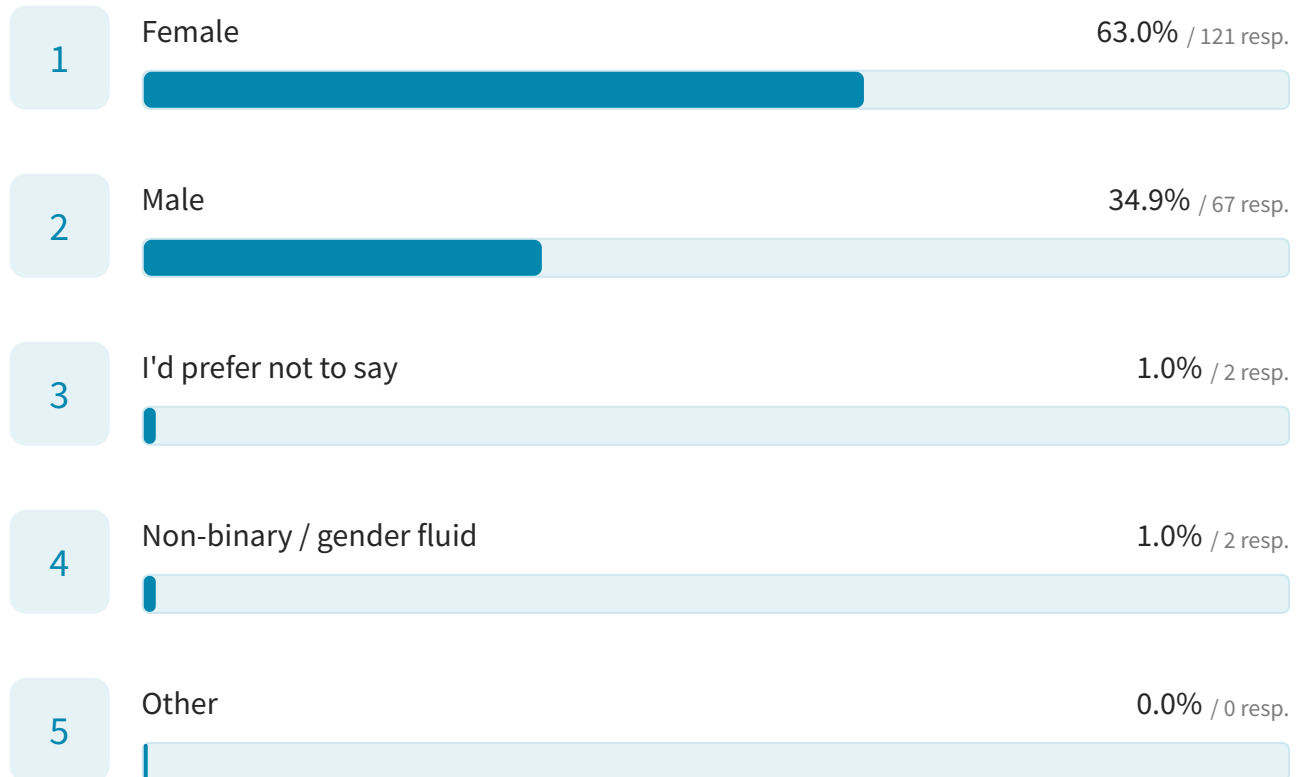 1
Female
63.0% / 121 resp.
2
Male
34.9% / 67 resp.
3
I'd prefer not to say
1.0% / 2 resp.
4
Non-binary / gender fluid
1.0% / 2 resp.
5
Other
0.0% / 0 resp.